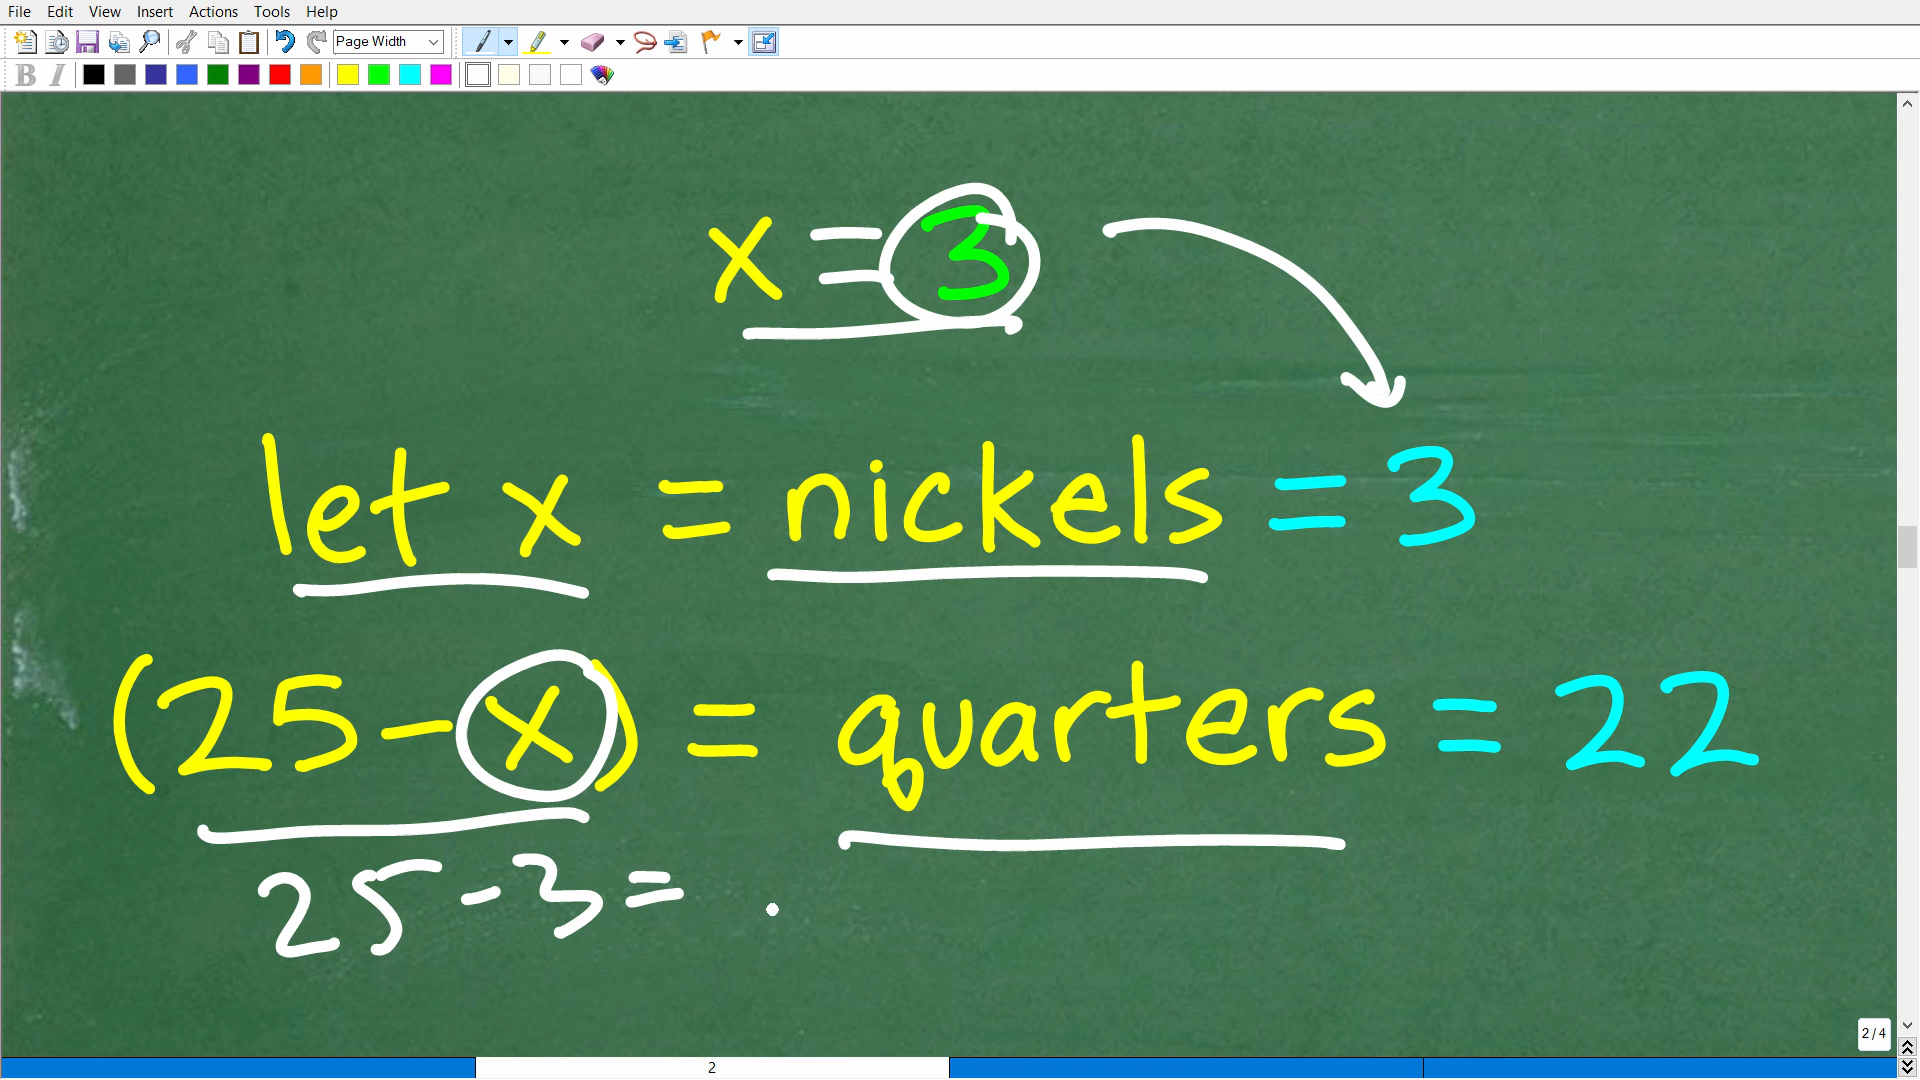 File Edit View Insert Actions Tools Help
Page Width
B I
x = 3
let x = nickels = 3
(25 - x) = quarters = 22
25 - 3 =
2 / 4
2